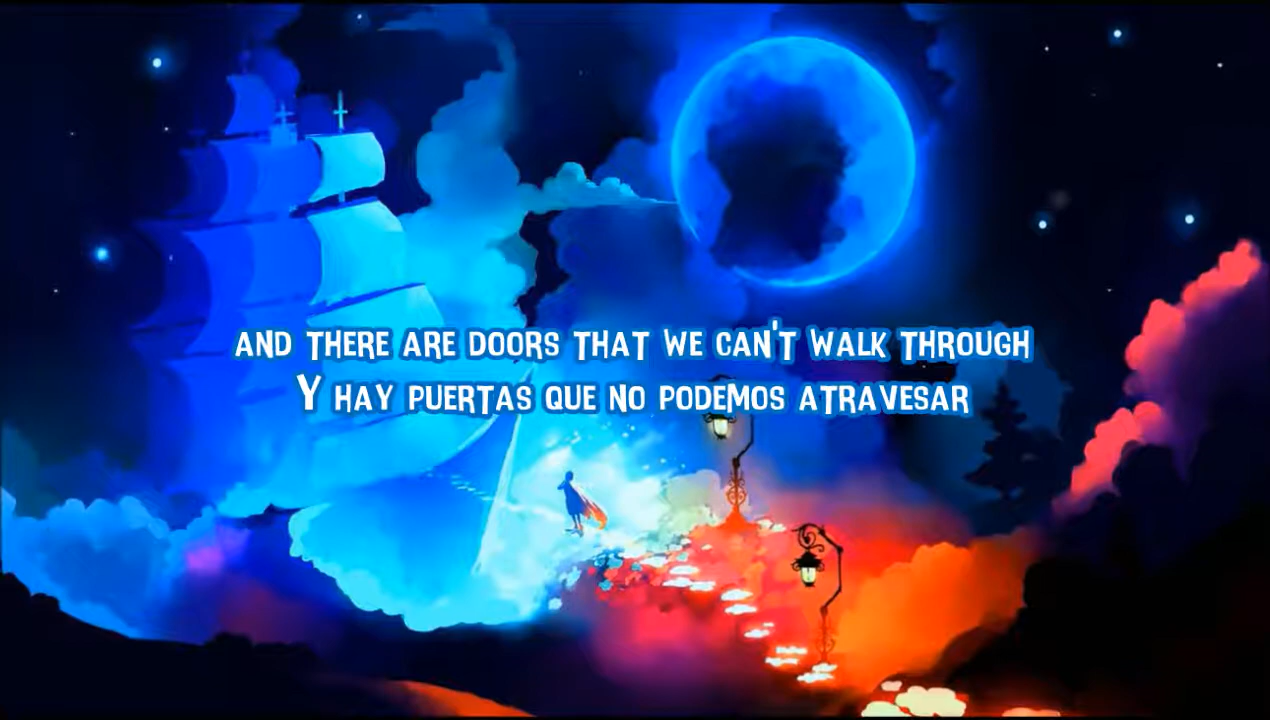 AND THERE ARE DOORS THAT WE CAN'T WALK THROUGH
Y HAY PUERTAS QUE NO PODEMOS ATRAVESAR